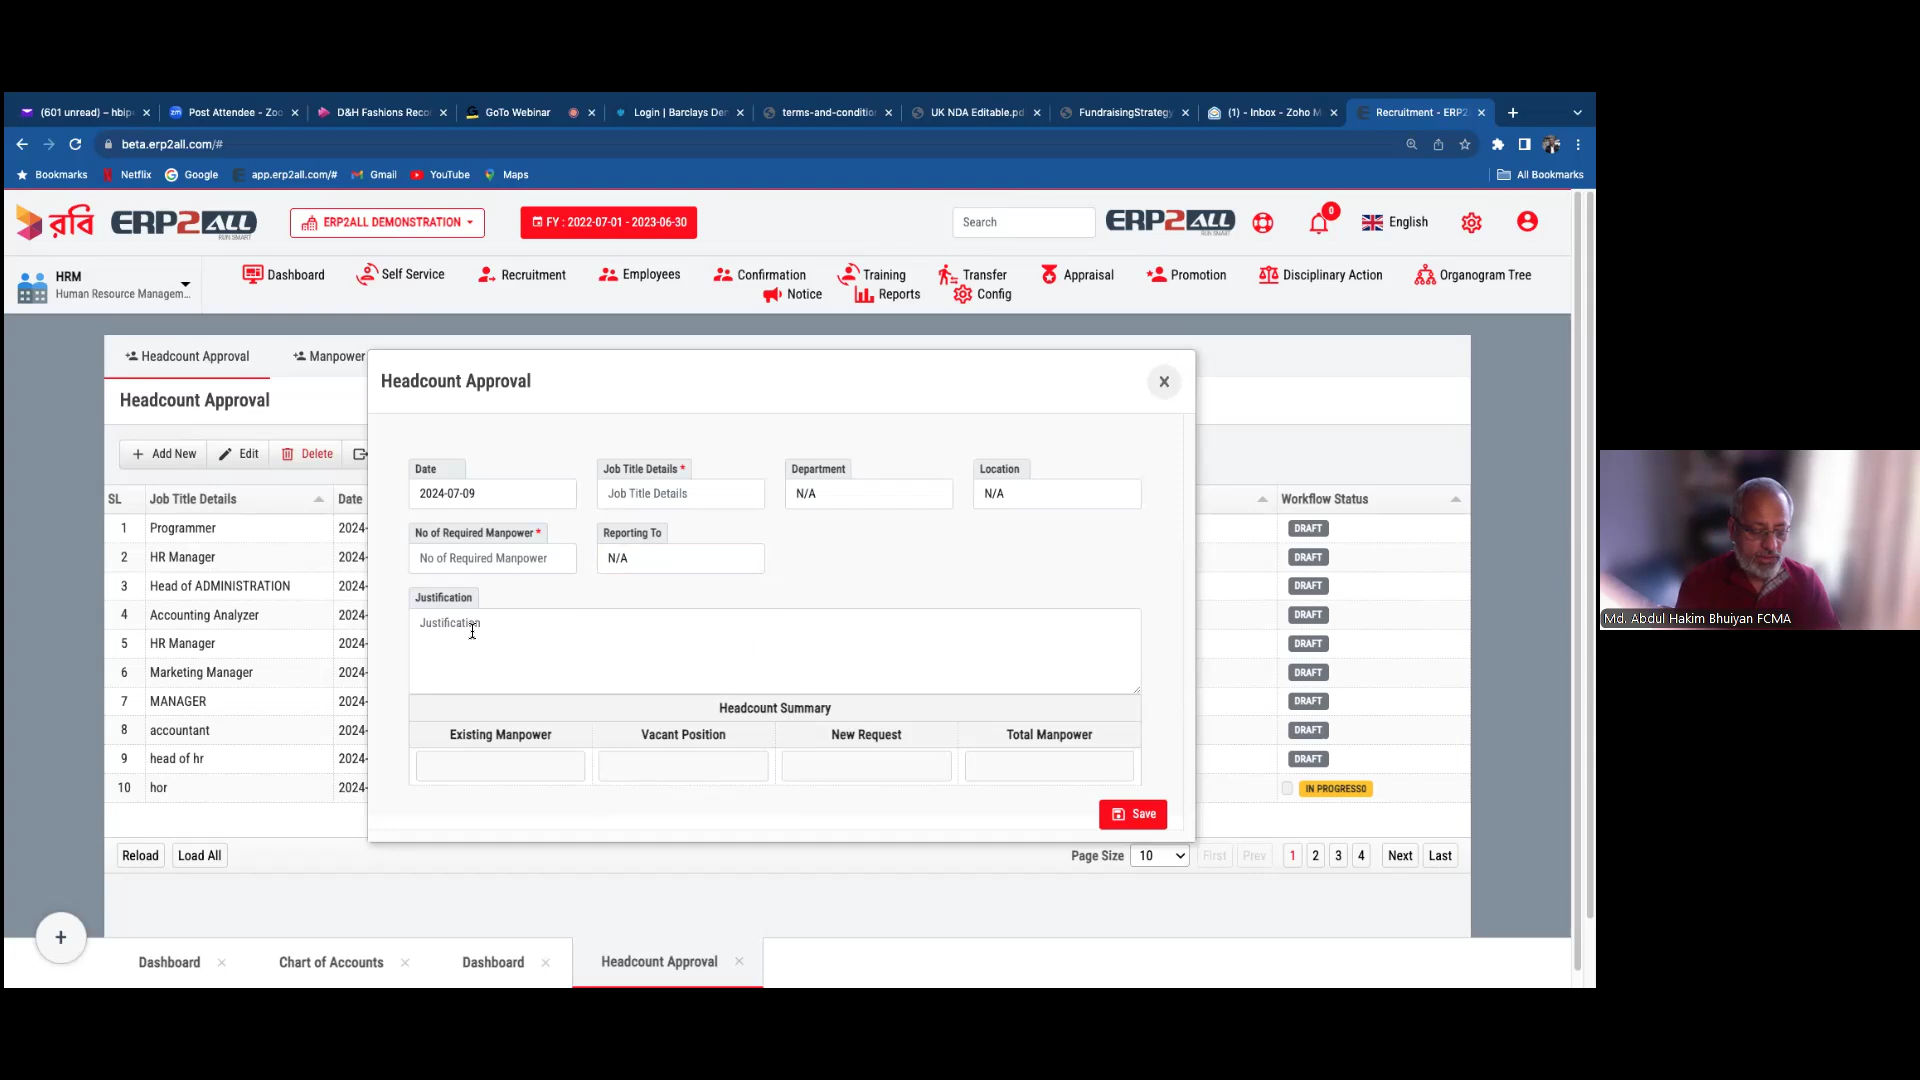 (601 unread) – hbip
Post Attendee - Zoo
D&H Fashions Reco
GoTo Webinar
Login | Barclays De
terms-and-conditio
UK NDA Editable.pd
FundraisingStrategy
(1) - Inbox - Zoho M
Recruitment - ERP2
beta.erp2all.com/#
Bookmarks
Netflix
Google
app.erp2all.com/#
Gmail
YouTube
Maps
All Bookmarks
রবি
ERP2ALL
RUN SMART
ERP2ALL DEMONSTRATION
FY : 2022-07-01 - 2023-06-30
Search
ERP2ALL
RUN SMART
0
English
HRM
Human Resource Managem...
Dashboard
Self Service
Recruitment
Employees
Confirmation
Training
Transfer
Appraisal
Promotion
Disciplinary Action
Organogram Tree
Notice
Reports
Config
Headcount Approval
Manpower
Headcount Approval
Add New
Edit
Delete
SL
Job Title Details
Date
Workflow Status
1 Programmer 2024- DRAFT
2 HR Manager 2024- DRAFT
3 Head of ADMINISTRATION 2024- DRAFT
4 Accounting Analyzer 2024- DRAFT
5 HR Manager 2024- DRAFT
6 Marketing Manager 2024- DRAFT
7 MANAGER 2024- DRAFT
8 accountant 2024- DRAFT
9 head of hr 2024- DRAFT
10 hor 2024- IN PROGRESS0
Headcount Approval
X
Date
2024-07-09
Job Title Details *
Job Title Details
Department
N/A
Location
N/A
No of Required Manpower *
No of Required Manpower
Reporting To
N/A
Justification
Justification
Headcount Summary
Existing Manpower
Vacant Position
New Request
Total Manpower
Save
Reload
Load All
Page Size
10
First
Prev
1
2
3
4
Next
Last
+
Dashboard
Chart of Accounts
Dashboard
Headcount Approval
Md. Abdul Hakim Bhuiyan FCMA